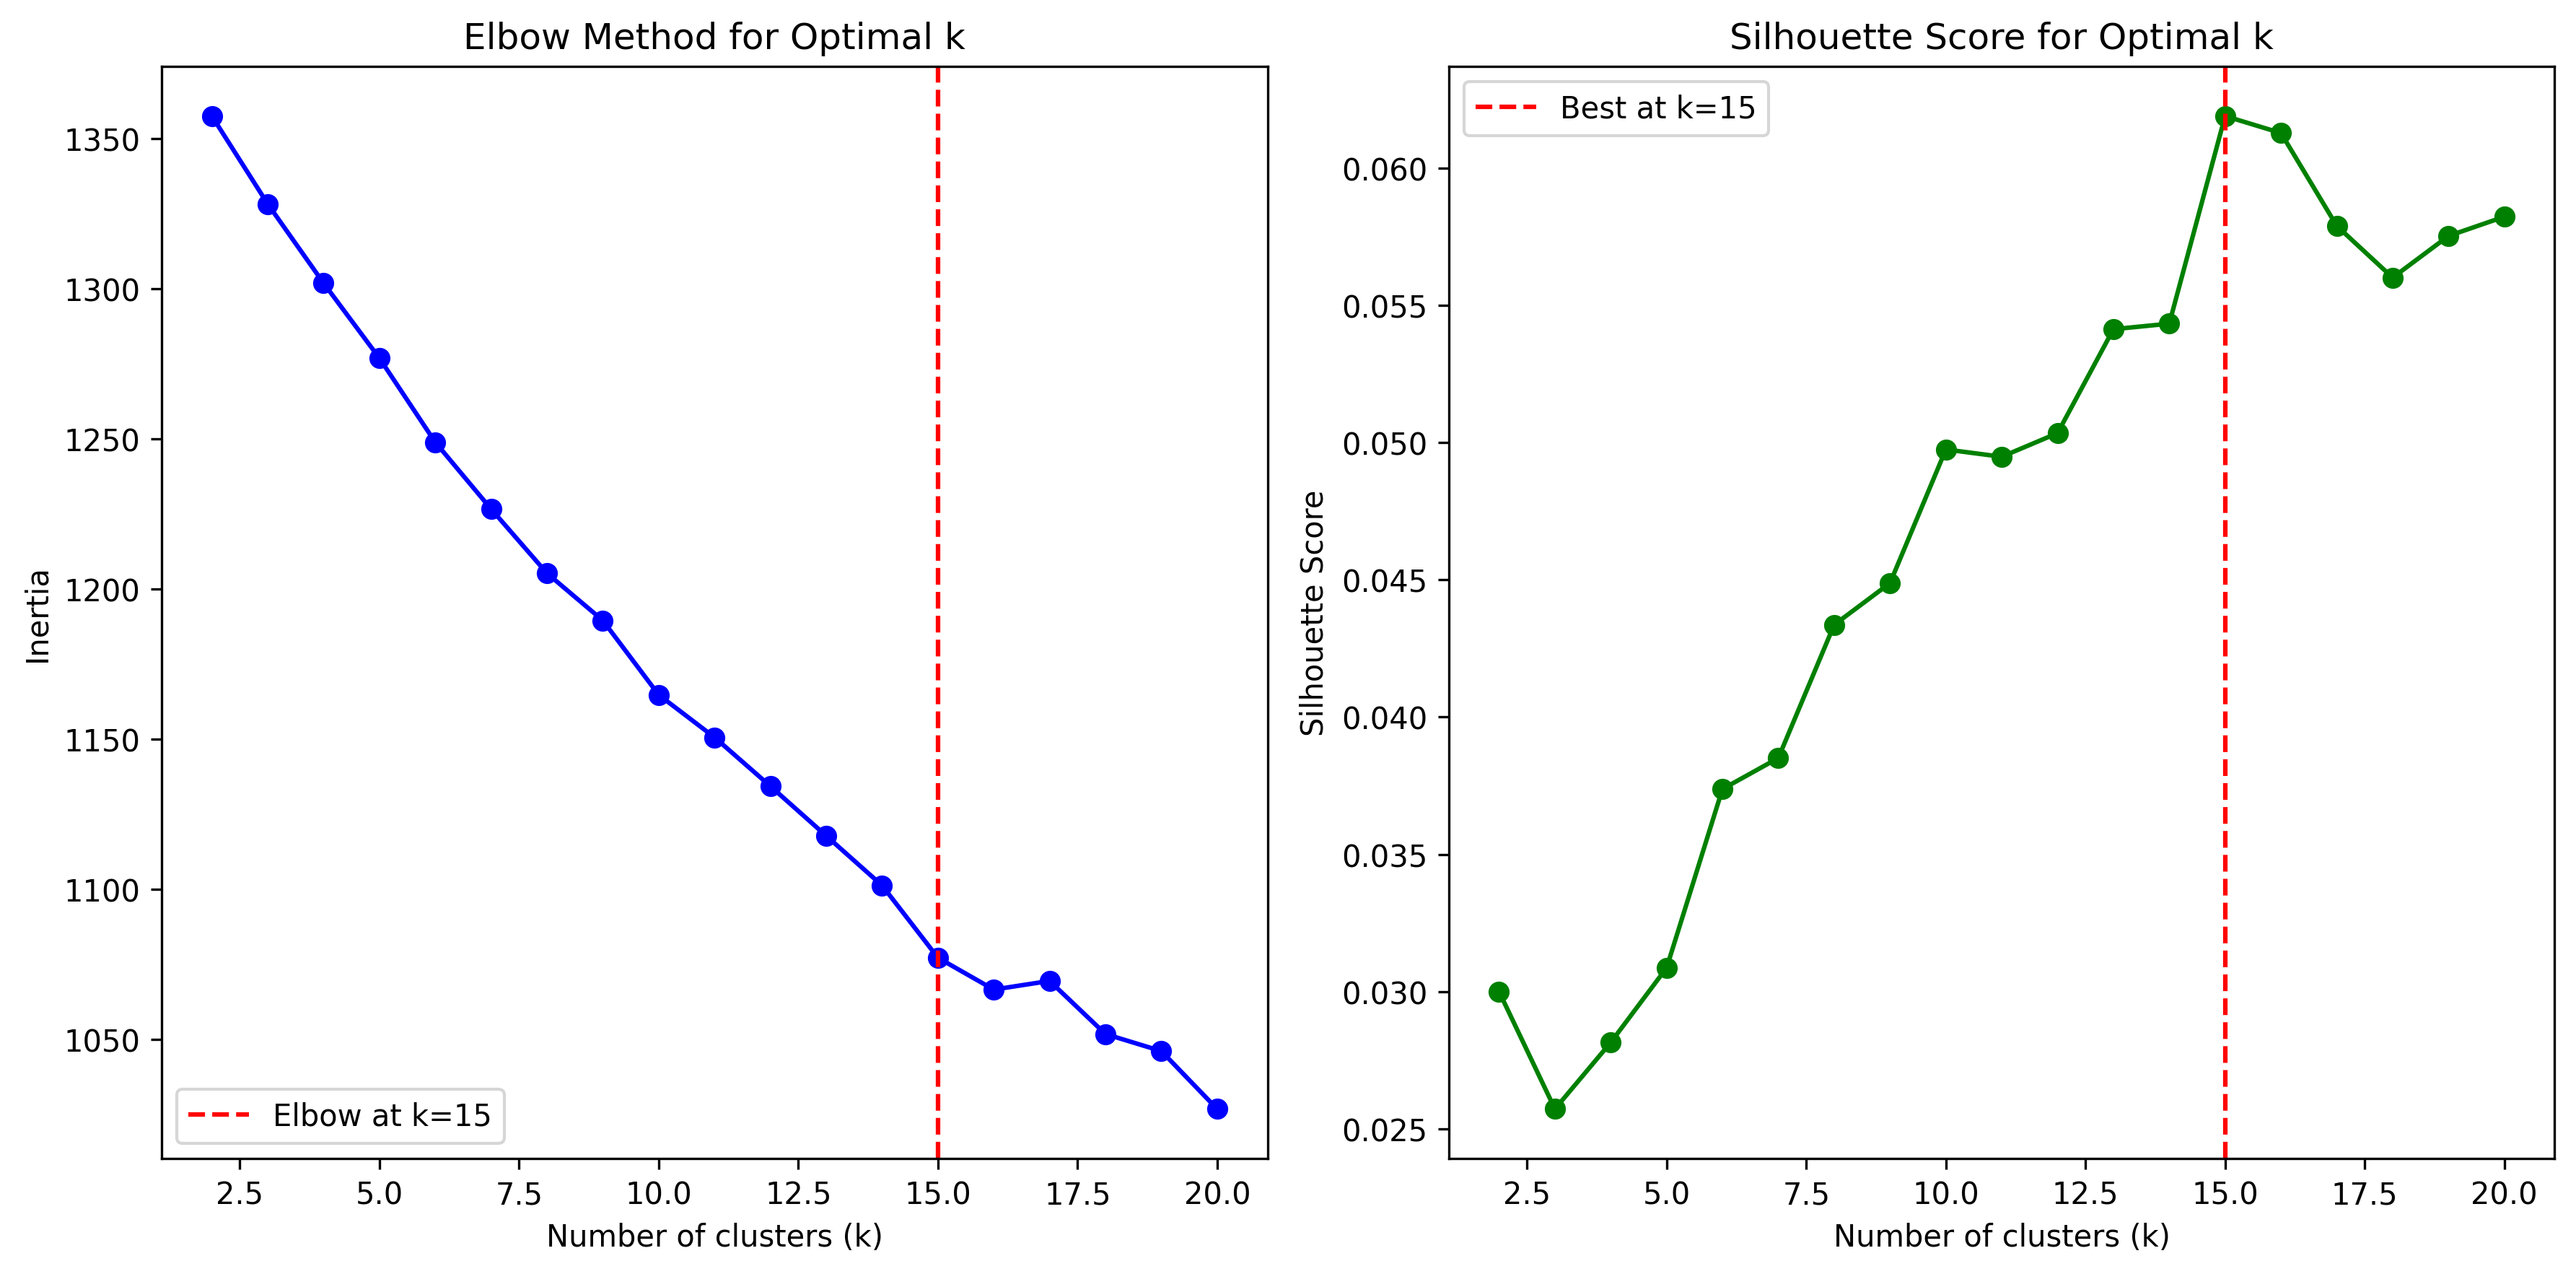 Elbow Method for Optimal k
Inertia
1350
1300
1250
1200
1150
1100
1050
Elbow at k=15
2.5 5.0 7.5 10.0 12.5 15.0 17.5 20.0
Number of clusters (k)
Silhouette Score for Optimal k
Silhouette Score
Best at k=15
0.060
0.055
0.050
0.045
0.040
0.035
0.030
0.025
2.5 5.0 7.5 10.0 12.5 15.0 17.5 20.0
Number of clusters (k)